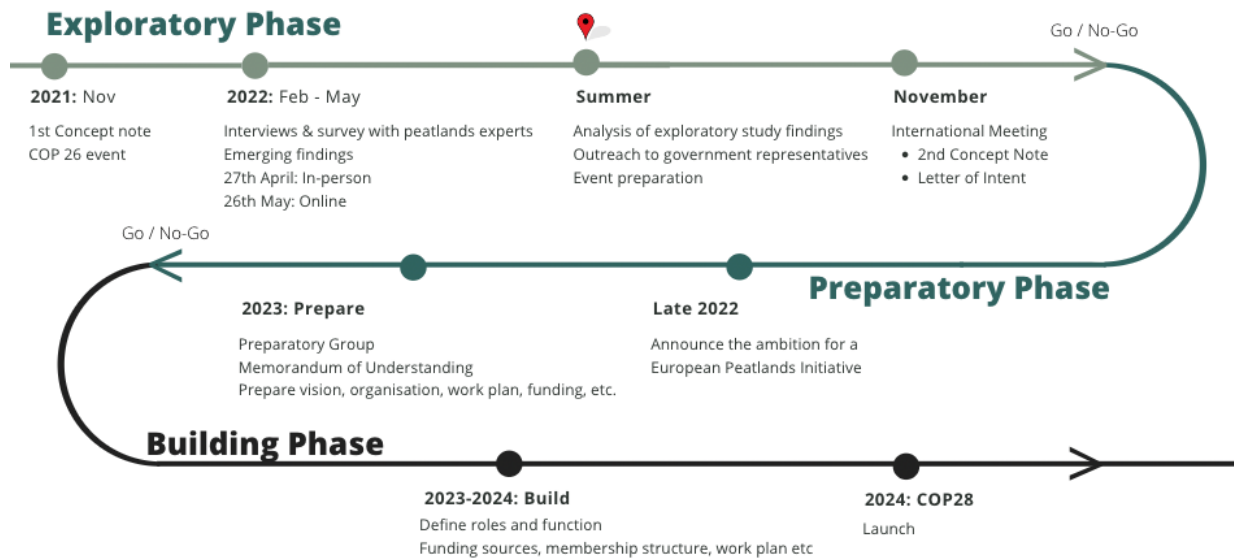 Exploratory Phase
Go / No-Go
2021: Nov
1st Concept note
COP 26 event
2022: Feb - May
Interviews & survey with peatlands experts
Emerging findings
27th April: In-person
26th May: Online
Summer
Analysis of exploratory study findings
Outreach to government representatives
Event preparation
November
International Meeting
• 2nd Concept Note
• Letter of Intent
Preparatory Phase
Late 2022
Announce the ambition for a
European Peatlands Initiative
2023: Prepare
Preparatory Group
Memorandum of Understanding
Prepare vision, organisation, work plan, funding, etc.
Go / No-Go
Building Phase
2023-2024: Build
Define roles and function
Funding sources, membership structure, work plan etc
2024: COP28
Launch